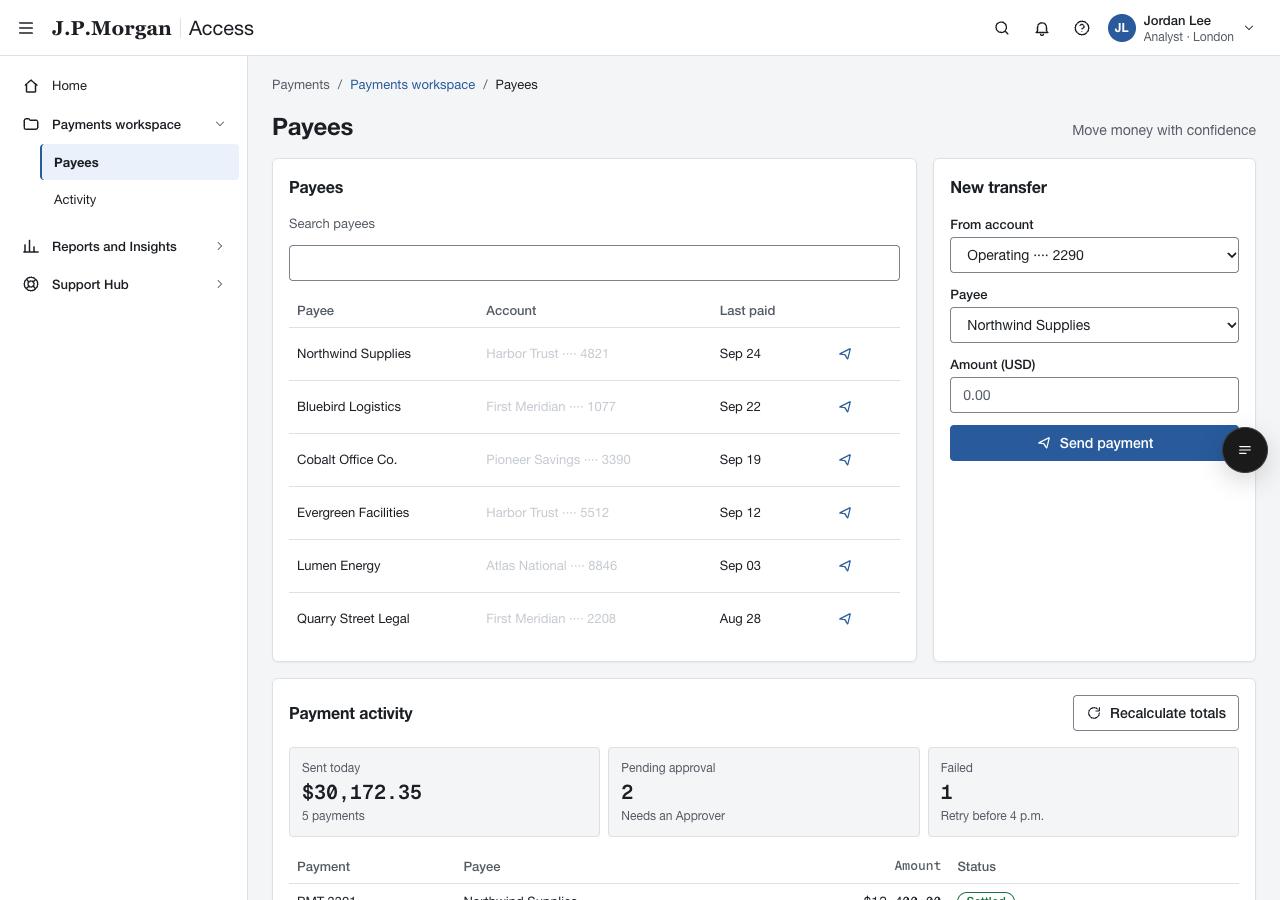 J.P.Morgan Access
JL
Jordan Lee
Analyst · London
Home
Payments workspace
Payees
Activity
Reports and Insights
Support Hub
Payments / Payments workspace / Payees
Payees
Move money with confidence
Payees
Search payees
Payee Account Last paid
Northwind Supplies Harbor Trust ···· 4821 Sep 24
Bluebird Logistics First Meridian ···· 1077 Sep 22
Cobalt Office Co. Pioneer Savings ···· 3390 Sep 19
Evergreen Facilities Harbor Trust ···· 5512 Sep 12
Lumen Energy Atlas National ···· 8846 Sep 03
Quarry Street Legal First Meridian ···· 2208 Aug 28
New transfer
From account
Operating ···· 2290
Payee
Northwind Supplies
Amount (USD)
0.00
Send payment
Payment activity
Recalculate totals
Sent today
$30,172.35
5 payments
Pending approval
2
Needs an Approver
Failed
1
Retry before 4 p.m.
Payment Payee Amount Status
Northwind Supplies Settled